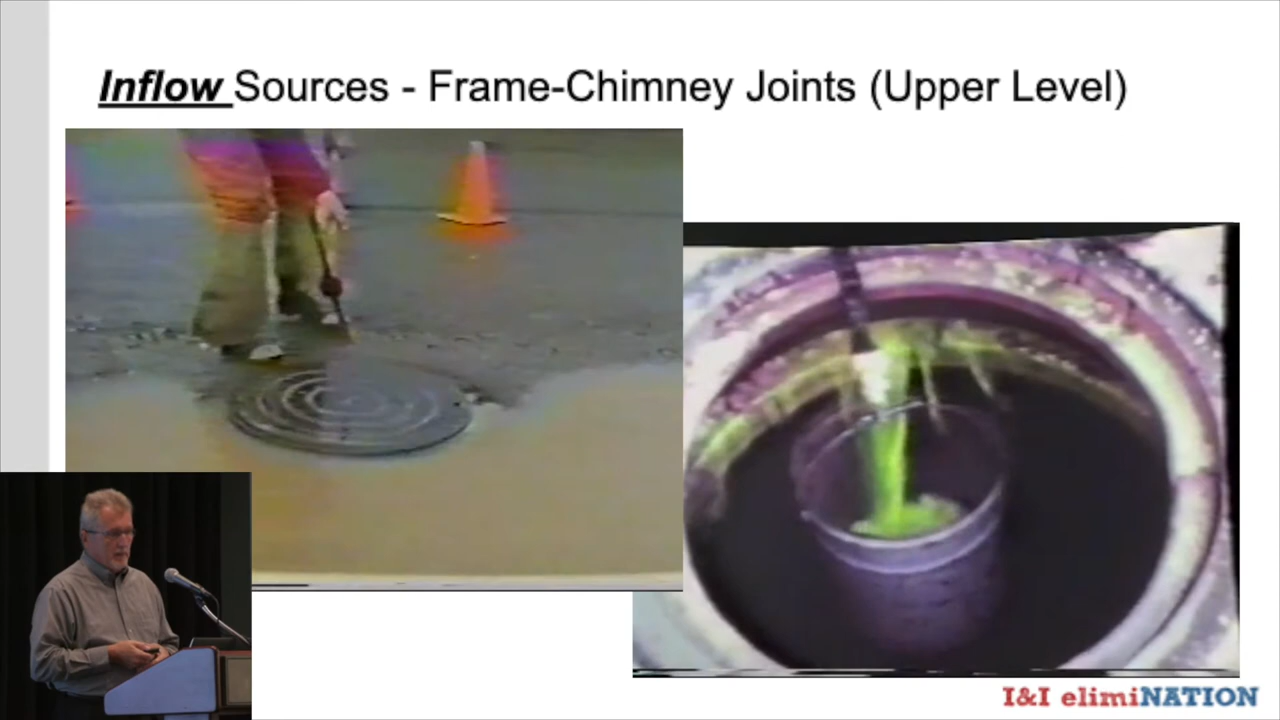 Inflow Sources - Frame-Chimney Joints (Upper Level)
I&I elimiNATION